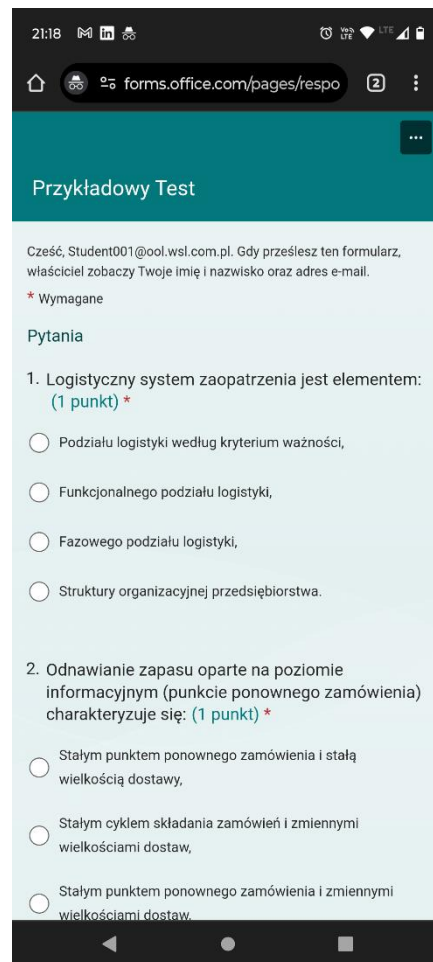 21:18
VoLTE LTE
forms.office.com/pages/respo 2
Przykładowy Test
Cześć, Student001@ool.wsl.com.pl. Gdy prześlesz ten formularz,
właściciel zobaczy Twoje imię i nazwisko oraz adres e-mail.
* Wymagane
Pytania
1. Logistyczny system zaopatrzenia jest elementem:
(1 punkt) *
Podziału logistyki według kryterium ważności,
Funkcjonalnego podziału logistyki,
Fazowego podziału logistyki,
Struktury organizacyjnej przedsiębiorstwa.
2. Odnawianie zapasu oparte na poziomie
informacyjnym (punkcie ponownego zamówienia)
charakteryzuje się: (1 punkt) *
Stałym punktem ponownego zamówienia i stałą
wielkością dostawy,
Stałym cyklem składania zamówień i zmiennymi
wielkościami dostaw,
Stałym punktem ponownego zamówienia i zmiennymi
wielkościami dostaw.